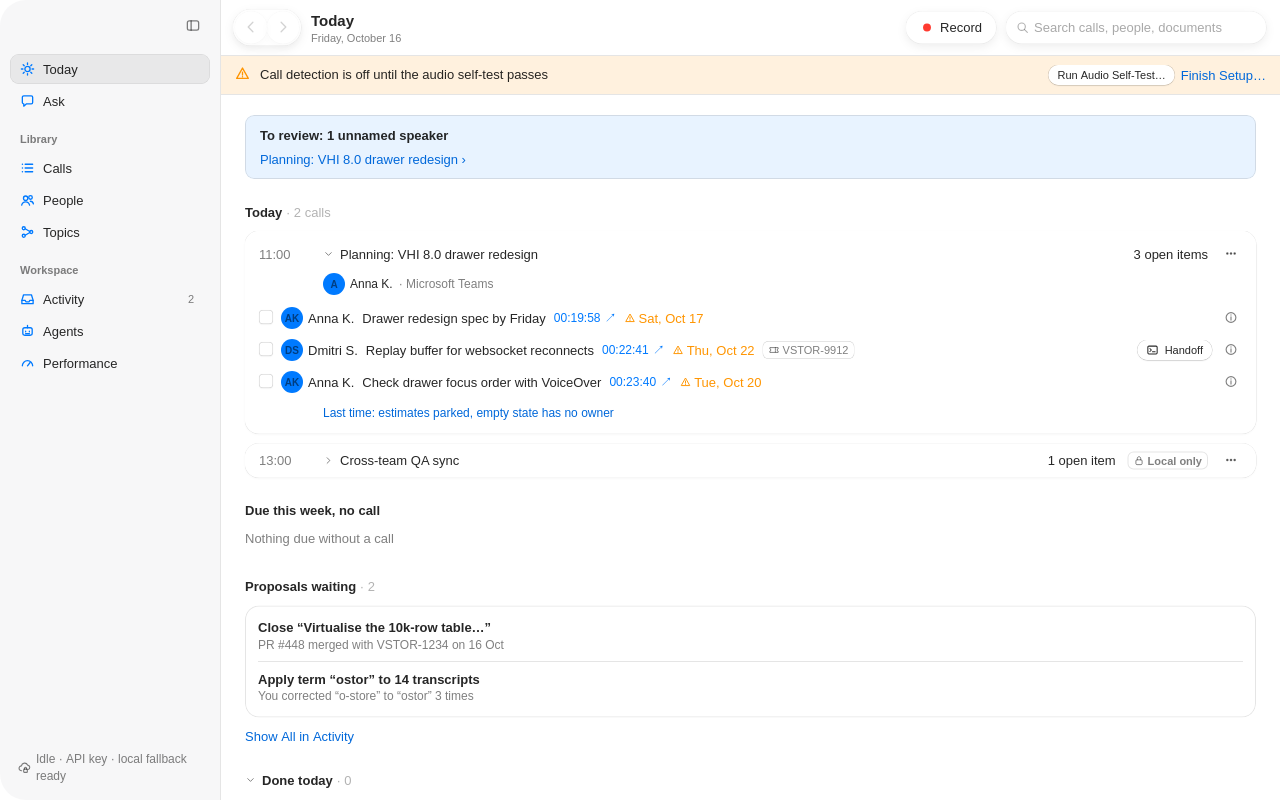 Today
Friday, October 16
Record
Search calls, people, documents
Today
Ask
Library
Calls
People
Topics
Workspace
Activity 2
Agents
Performance
Idle · API key · local fallback
ready
Call detection is off until the audio self-test passes
Run Audio Self-Test…
Finish Setup…
To review: 1 unnamed speaker
Planning: VHI 8.0 drawer redesign ›
Today · 2 calls
11:00 Planning: VHI 8.0 drawer redesign 3 open items
A Anna K. · Microsoft Teams
AK Anna K. Drawer redesign spec by Friday 00:19:58 ↗ Sat, Oct 17
DS Dmitri S. Replay buffer for websocket reconnects 00:22:41 ↗ Thu, Oct 22 VSTOR-9912 Handoff
AK Anna K. Check drawer focus order with VoiceOver 00:23:40 ↗ Tue, Oct 20
Last time: estimates parked, empty state has no owner
13:00 Cross-team QA sync 1 open item Local only
Due this week, no call
Nothing due without a call
Proposals waiting · 2
Close “Virtualise the 10k-row table…”
PR #448 merged with VSTOR-1234 on 16 Oct
Apply term “ostor” to 14 transcripts
You corrected “o-store” to “ostor” 3 times
Show All in Activity
Done today · 0